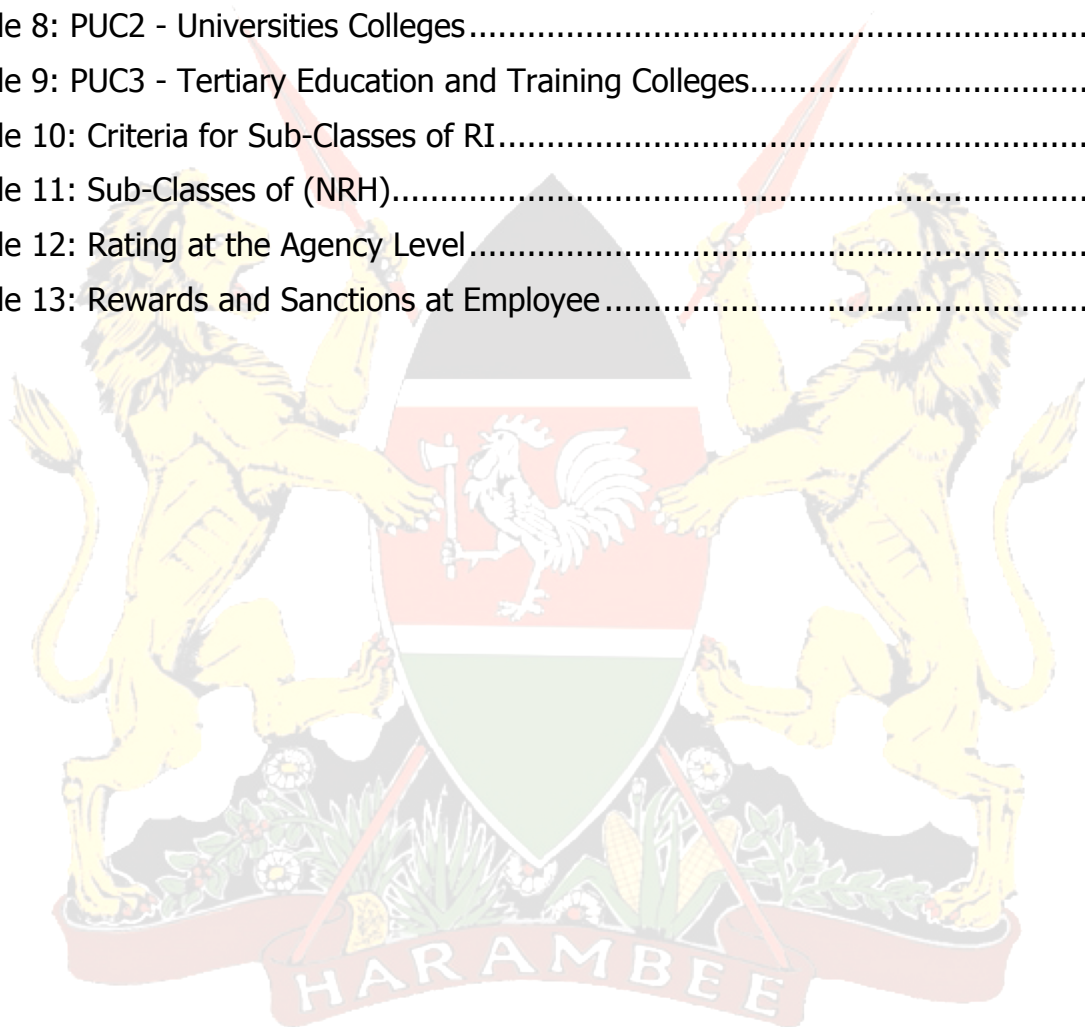 le 8: PUC2 - Universities Colleges
le 9: PUC3 - Tertiary Education and Training Colleges
le 10: Criteria for Sub-Classes of RI
le 11: Sub-Classes of (NRH)
le 12: Rating at the Agency Level
le 13: Rewards and Sanctions at Employee
HARAMBEE